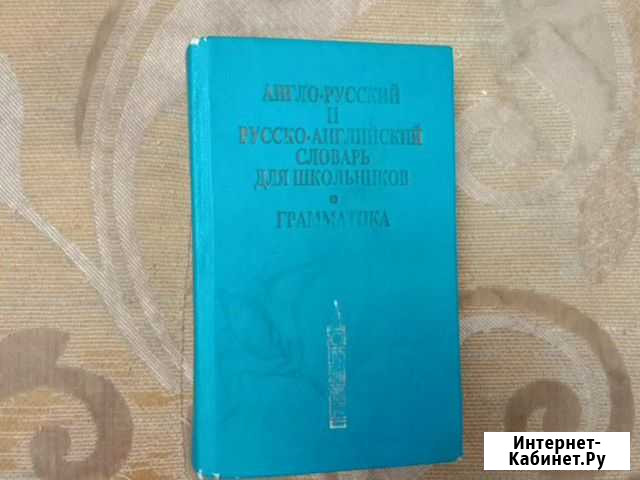 АНГЛО•РУССКИЙ
И
РУССКО•АНГЛИЙСКИЙ
СЛОВАРЬ
ДЛЯ ШКОЛЬНИКОВ
•
ГРАММАТИКА
Интернет-
Кабинет.Ру